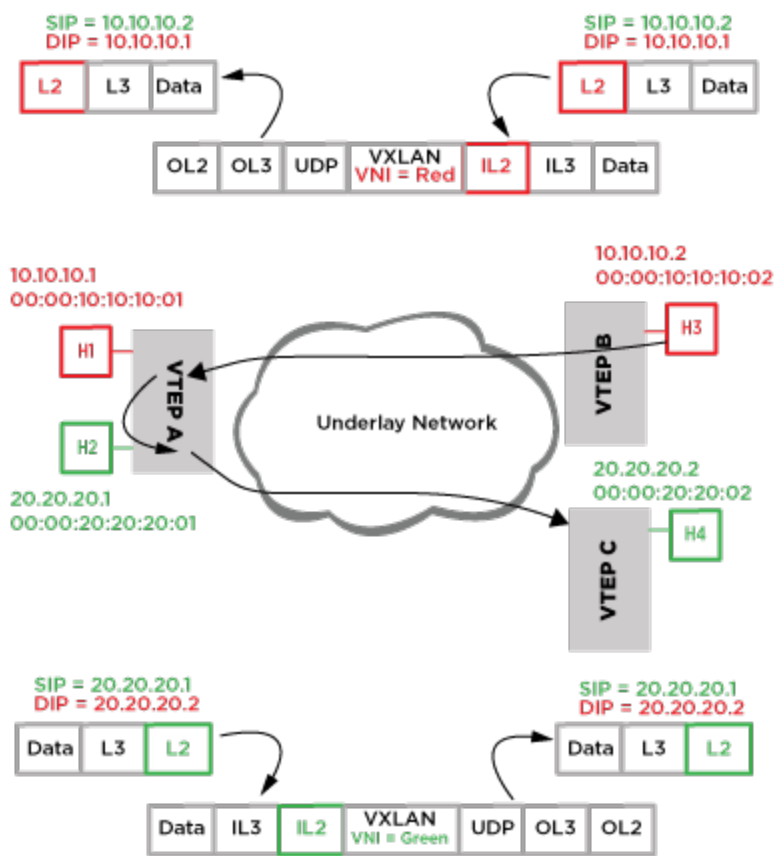 SIP = 10.10.10.2
DIP = 10.10.10.1
L2 L3 Data
SIP = 10.10.10.2
DIP = 10.10.10.1
L2 L3 Data
OL2 OL3 UDP VXLAN VNI = Red IL2 IL3 Data
10.10.10.1
00:00:10:10:10:01
10.10.10.2
00:00:10:10:10:02
H1
H3
VTEP A
VTEP B
Underlay Network
H2
20.20.20.1
00:00:20:20:20:01
20.20.20.2
00:00:20:20:02
H4
VTEP C
SIP = 20.20.20.1
DIP = 20.20.20.2
Data L3 L2
SIP = 20.20.20.1
DIP = 20.20.20.2
Data L3 L2
Data IL3 IL2 VXLAN VNI = Green UDP OL3 OL2